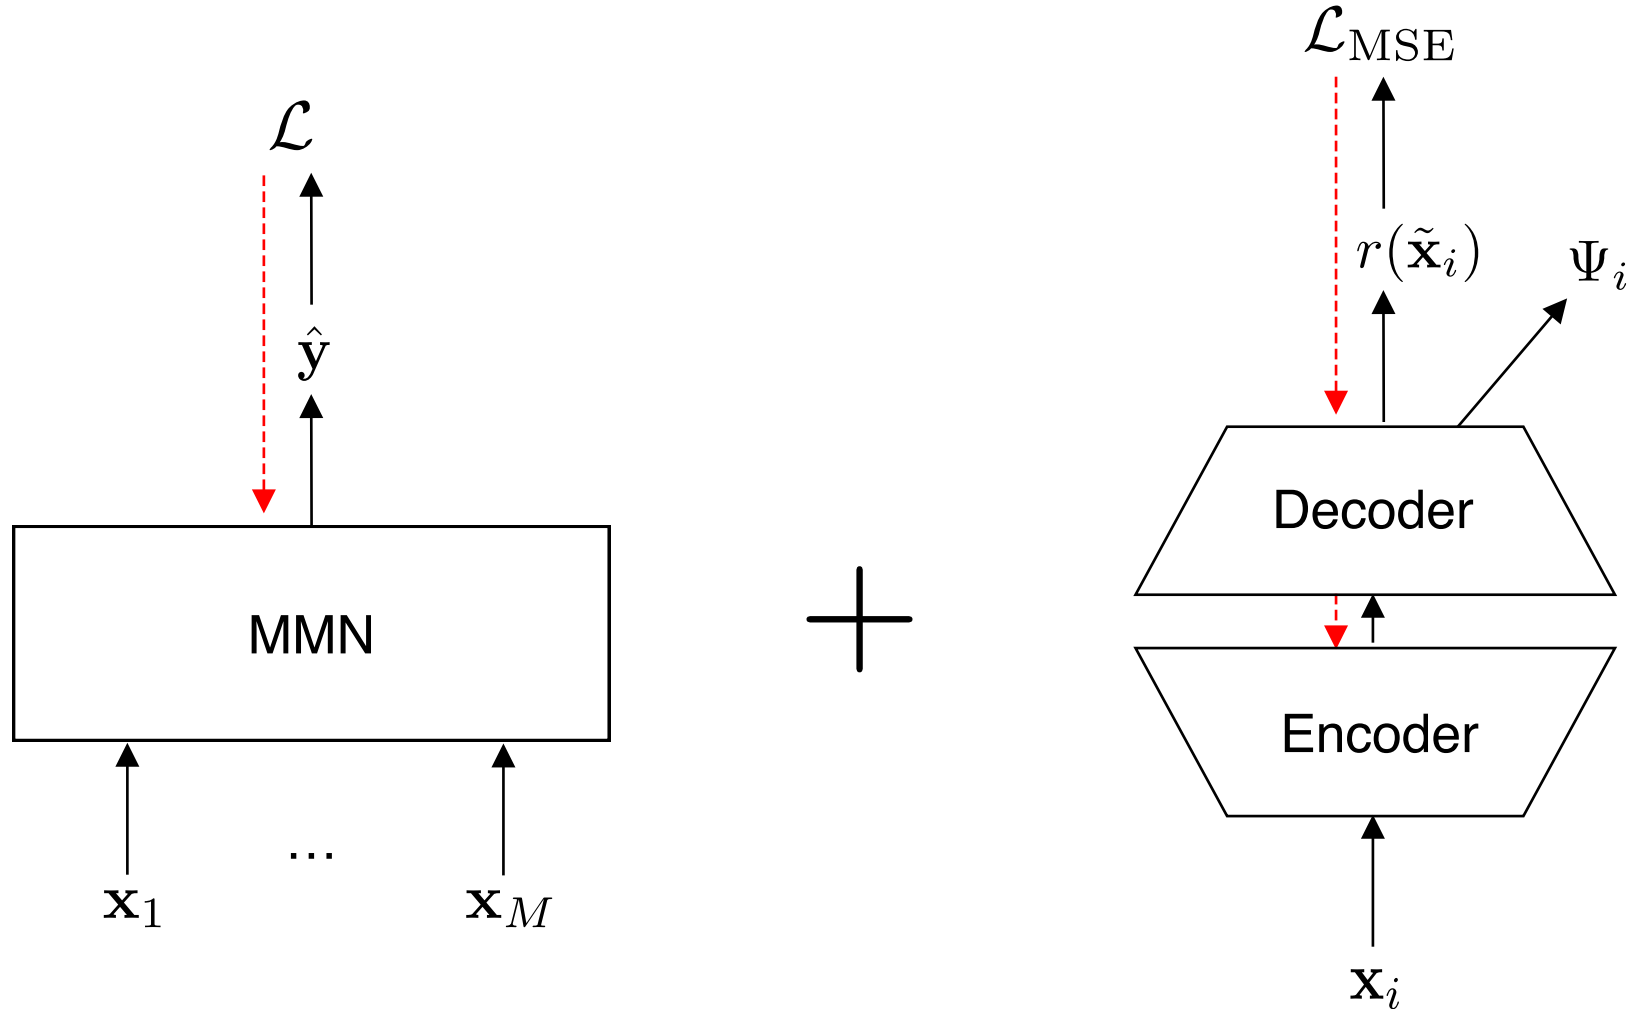 ℒ
ŷ
MMN
x₁ ... x_M
+
ℒ_MSE
r(x̃ᵢ)
Ψᵢ
Decoder
Encoder
xᵢ